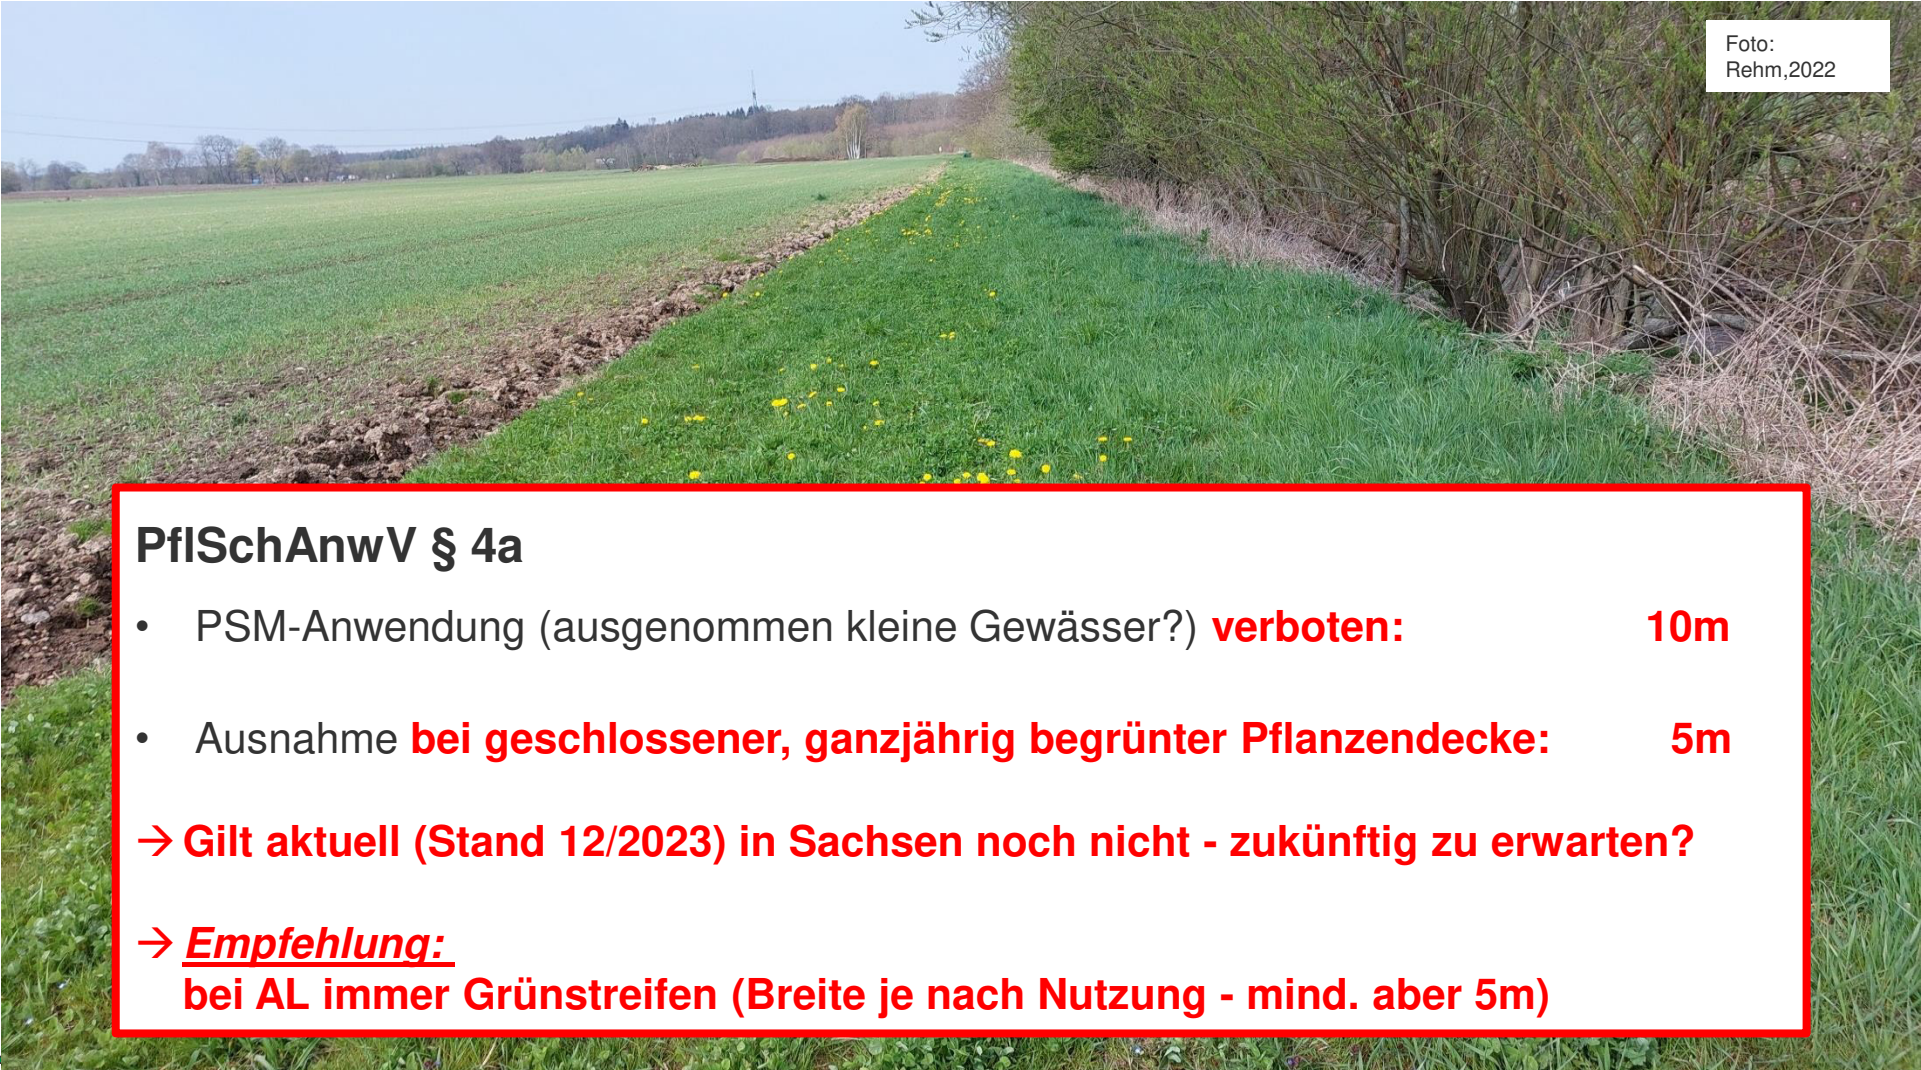 Foto:
Rehm,2022
PflSchAnwV § 4a
• PSM-Anwendung (ausgenommen kleine Gewässer?) verboten: 10m
• Ausnahme bei geschlossener, ganzjährig begrünter Pflanzendecke: 5m
→ Gilt aktuell (Stand 12/2023) in Sachsen noch nicht - zukünftig zu erwarten?
→ Empfehlung:
bei AL immer Grünstreifen (Breite je nach Nutzung - mind. aber 5m)